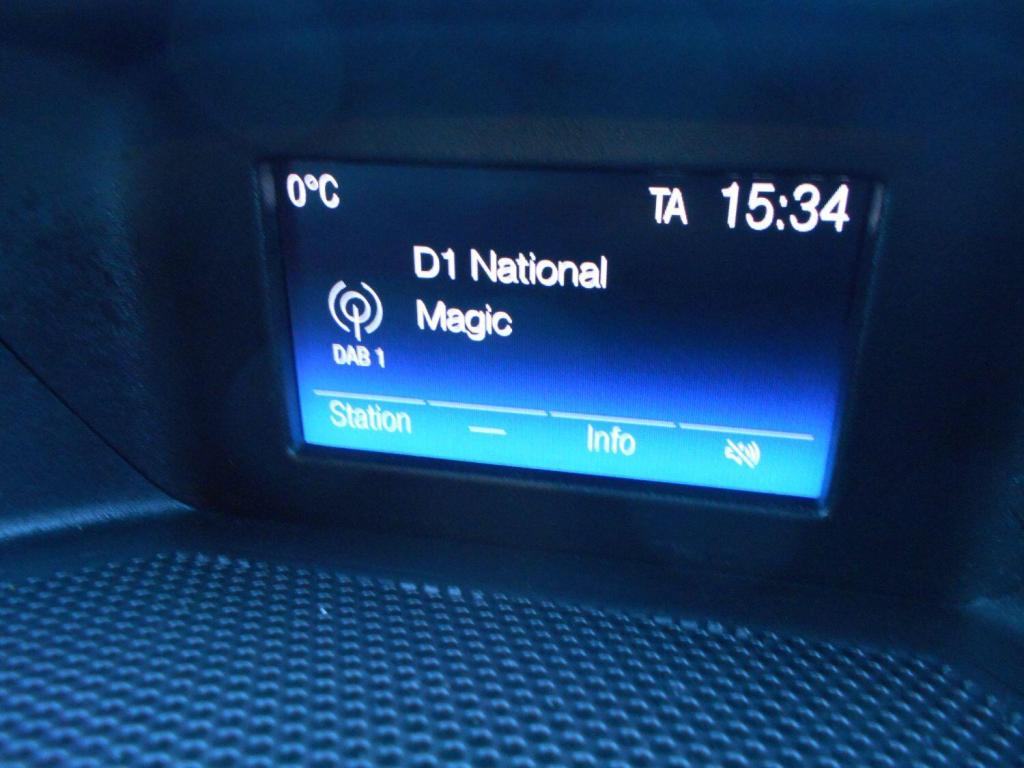 0°C TA 15:34
D1 National
Magic
DAB 1
Station — Info